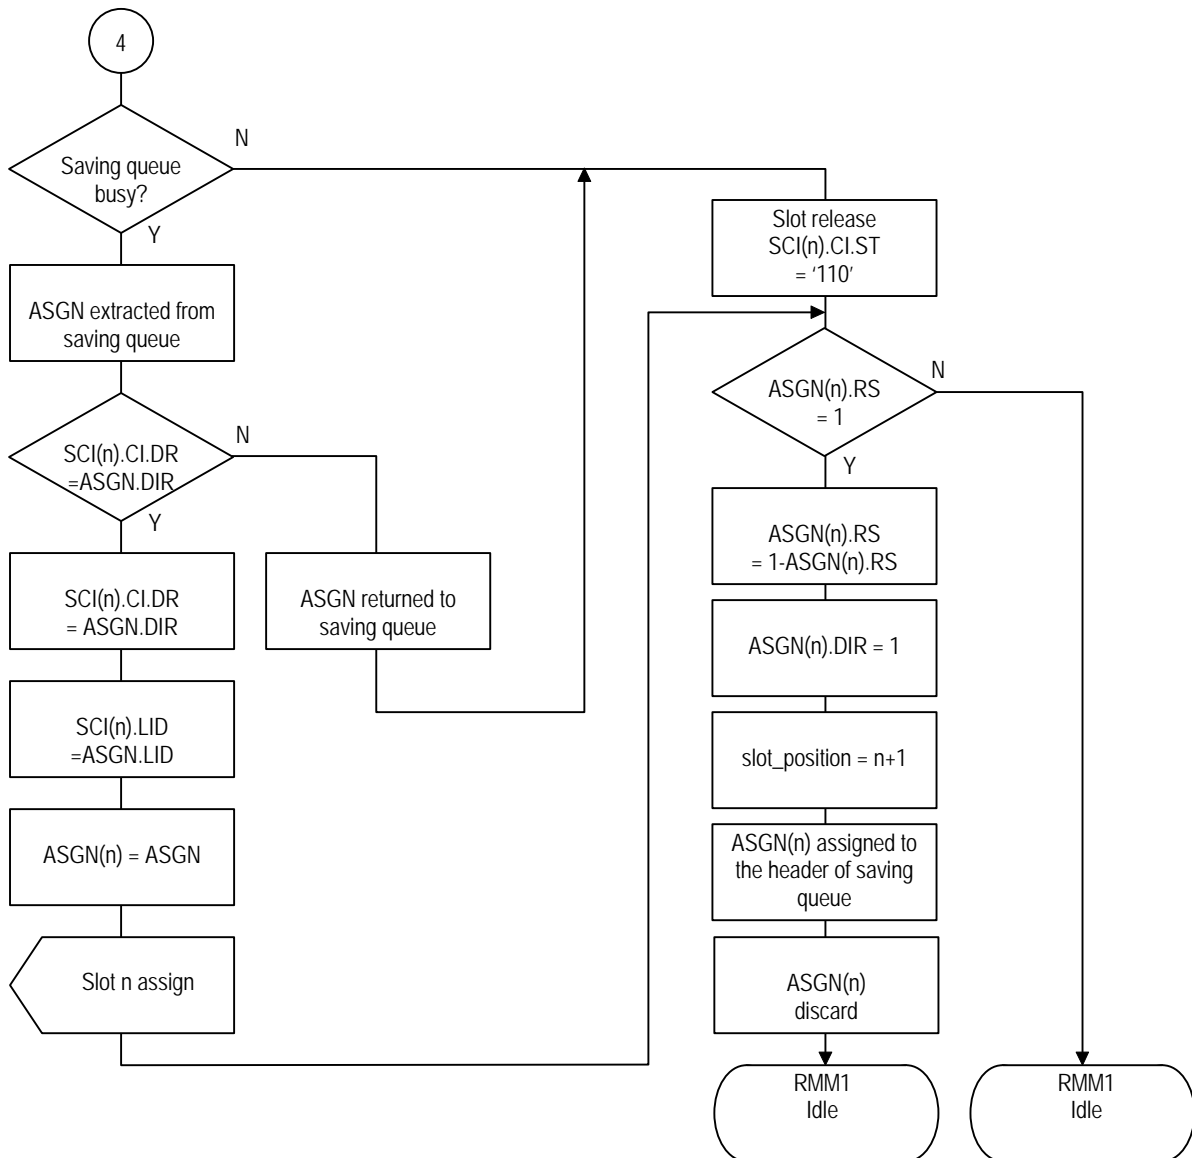 4
Saving queue
busy?
N
Y
ASGN extracted from
saving queue
SCI(n).CI.DR
=ASGN.DIR
N
Y
SCI(n).CI.DR
= ASGN.DIR
ASGN returned to
saving queue
SCI(n).LID
=ASGN.LID
ASGN(n) = ASGN
Slot n assign
Slot release
SCI(n).CI.ST
= ‘110’
ASGN(n).RS
= 1
N
Y
ASGN(n).RS
= 1-ASGN(n).RS
ASGN(n).DIR = 1
slot_position = n+1
ASGN(n) assigned to
the header of saving
queue
ASGN(n)
discard
RMM1
Idle
RMM1
Idle